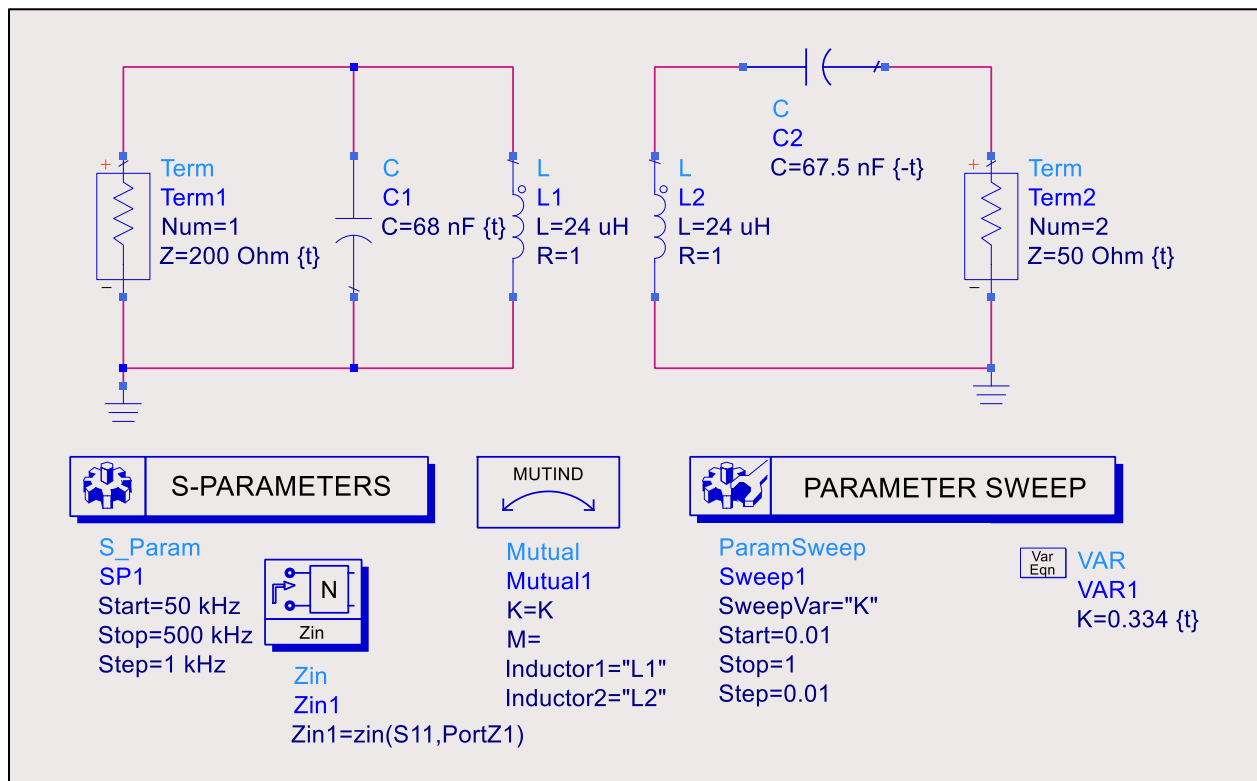 +
Term
Term1
Num=1
Z=200 Ohm {t}
−
C
C1
C=68 nF {t}
L
L1
L=24 uH
R=1
L
L2
L=24 uH
R=1
C
C2
C=67.5 nF {-t}
+
Term
Term2
Num=2
Z=50 Ohm {t}
−
S-PARAMETERS
S_Param
SP1
Start=50 kHz
Stop=500 kHz
Step=1 kHz
N
Zin
Zin
Zin1
Zin1=zin(S11,PortZ1)
MUTIND
Mutual
Mutual1
K=K
M=
Inductor1="L1"
Inductor2="L2"
PARAMETER SWEEP
ParamSweep
Sweep1
SweepVar="K"
Start=0.01
Stop=1
Step=0.01
Var
Eqn
VAR
VAR1
K=0.334 {t}